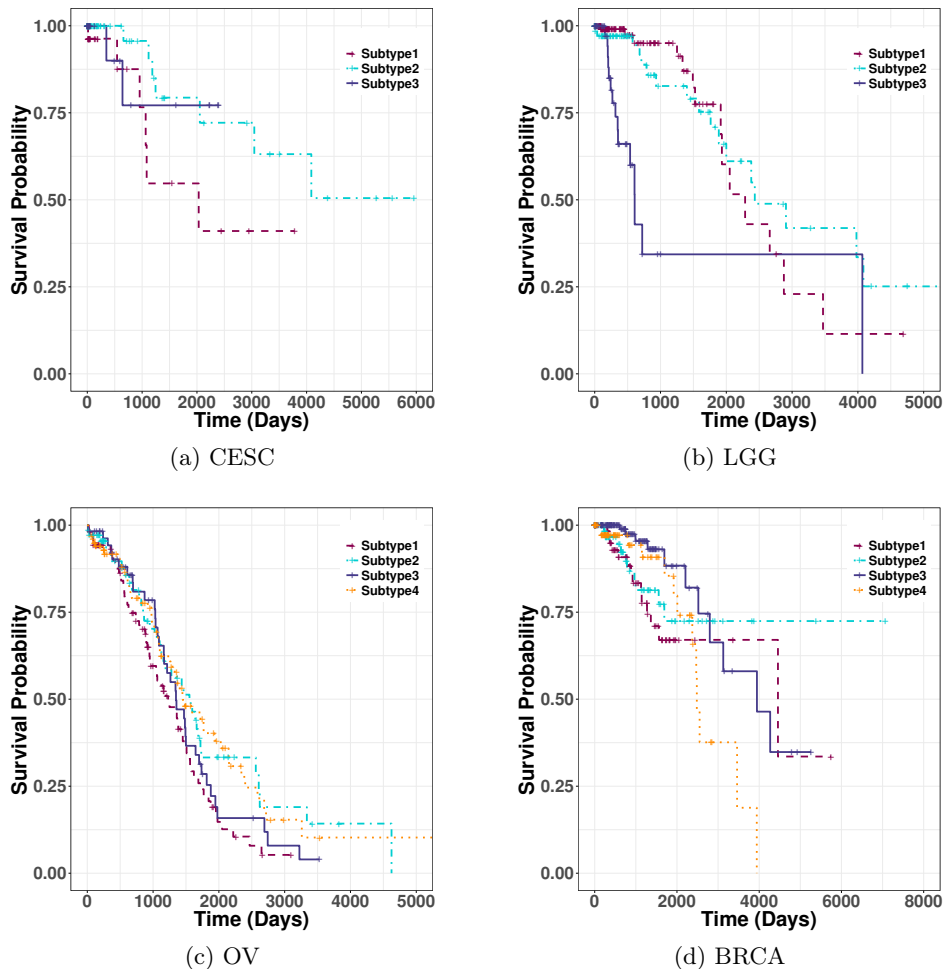 1.00
0.75
0.50
0.25
0.00
Survival Probability
Subtype1
Subtype2
Subtype3
0 1000 2000 3000 4000 5000 6000
Time (Days)
(a) CESC
1.00
0.75
0.50
0.25
0.00
Survival Probability
Subtype1
Subtype2
Subtype3
0 1000 2000 3000 4000 5000
Time (Days)
(b) LGG
1.00
0.75
0.50
0.25
0.00
Survival Probability
Subtype1
Subtype2
Subtype3
Subtype4
0 1000 2000 3000 4000 5000
Time (Days)
(c) OV
1.00
0.75
0.50
0.25
0.00
Survival Probability
Subtype1
Subtype2
Subtype3
Subtype4
0 2000 4000 6000 8000
Time (Days)
(d) BRCA